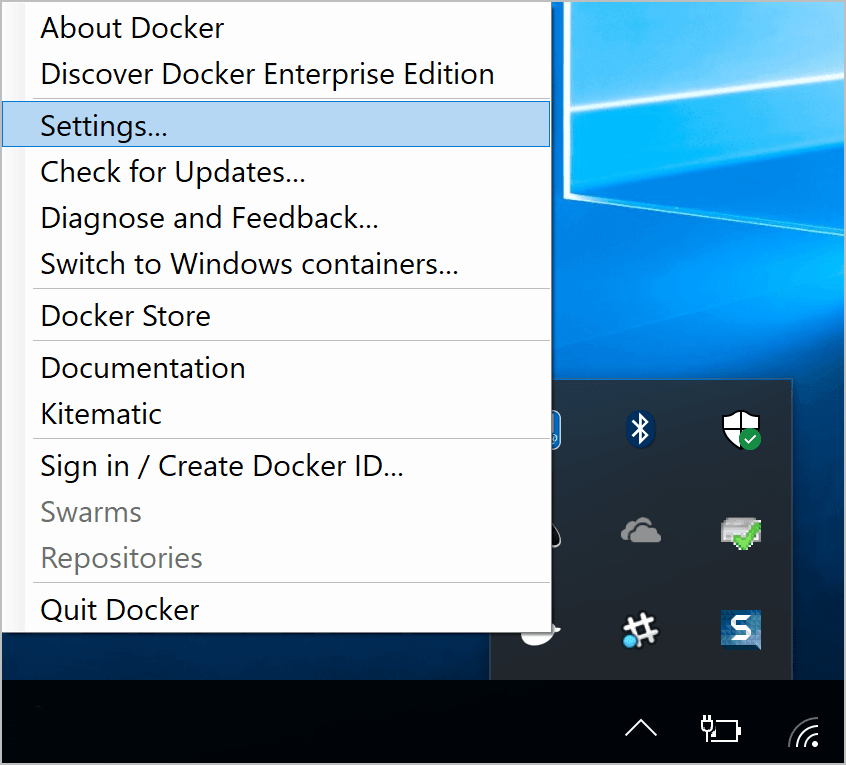 About Docker
Discover Docker Enterprise Edition
Settings...
Check for Updates...
Diagnose and Feedback...
Switch to Windows containers...
Docker Store
Documentation
Kitematic
Sign in / Create Docker ID...
Swarms
Repositories
Quit Docker
S